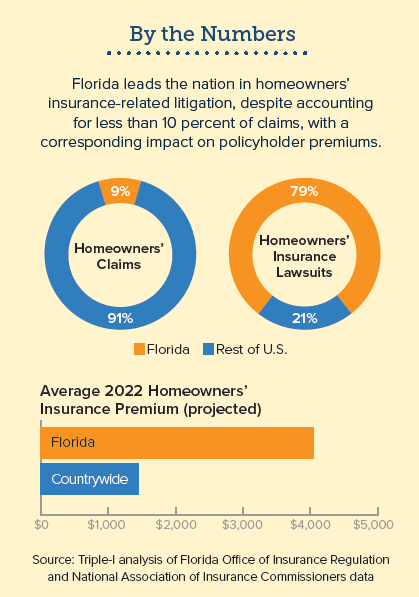 By the Numbers
Florida leads the nation in homeowners'
insurance-related litigation, despite accounting
for less than 10 percent of claims, with a
corresponding impact on policyholder premiums.
9%
Homeowners'
Claims
91%
79%
Homeowners'
Insurance
Lawsuits
21%
Florida
Rest of U.S.
Average 2022 Homeowners'
Insurance Premium (projected)
Florida
Countrywide
$0 $1,000 $2,000 $3,000 $4,000 $5,000
Source: Triple-I analysis of Florida Office of Insurance Regulation
and National Association of Insurance Commissioners data